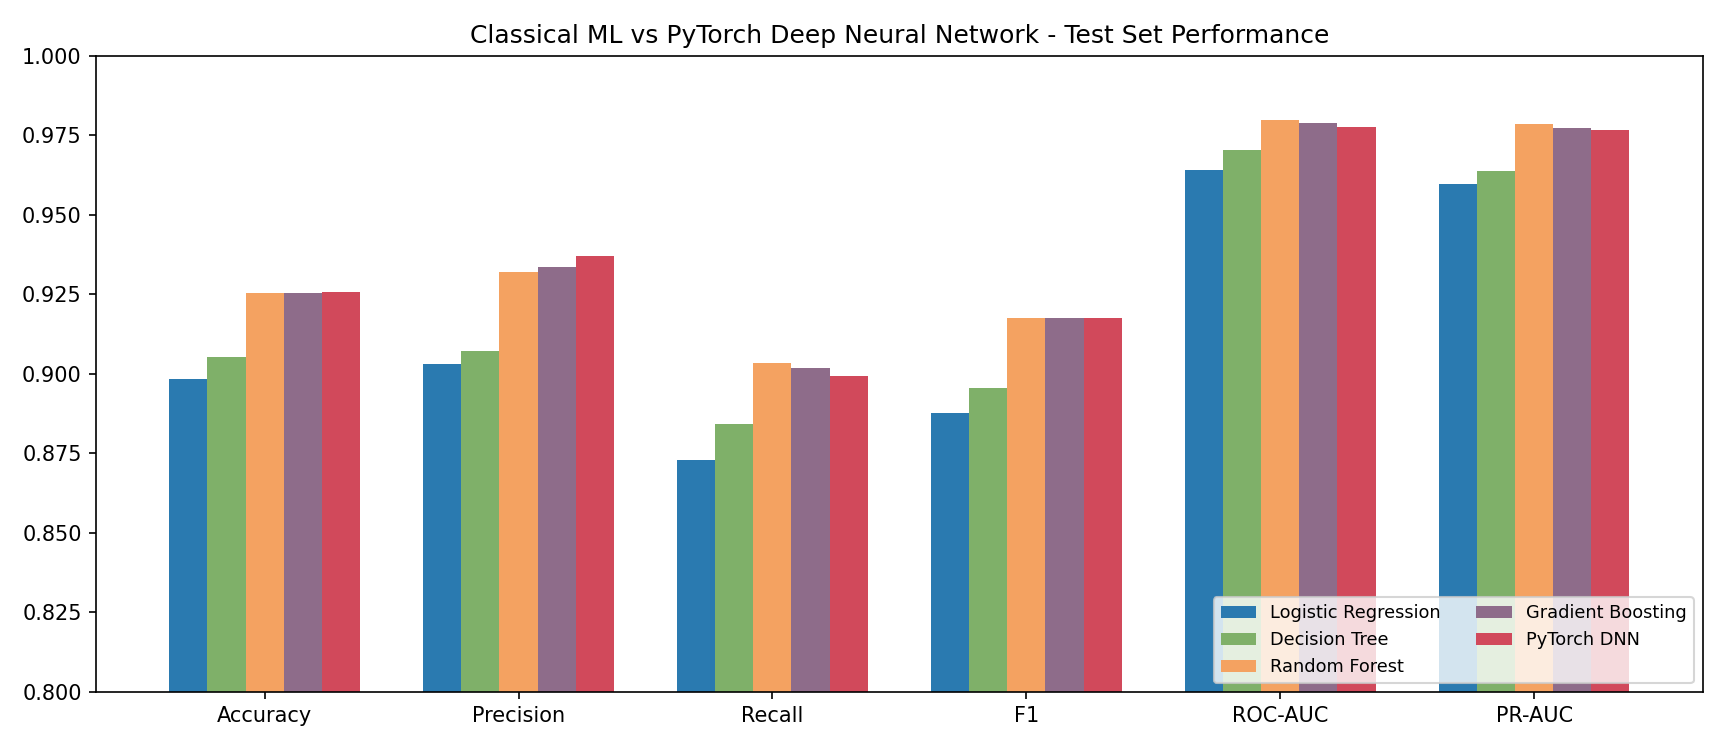 Classical ML vs PyTorch Deep Neural Network - Test Set Performance
1.000
0.975
0.950
0.925
0.900
0.875
0.850
0.825
0.800
Logistic Regression
Decision Tree
Random Forest
Gradient Boosting
PyTorch DNN
Accuracy
Precision
Recall
F1
ROC-AUC
PR-AUC